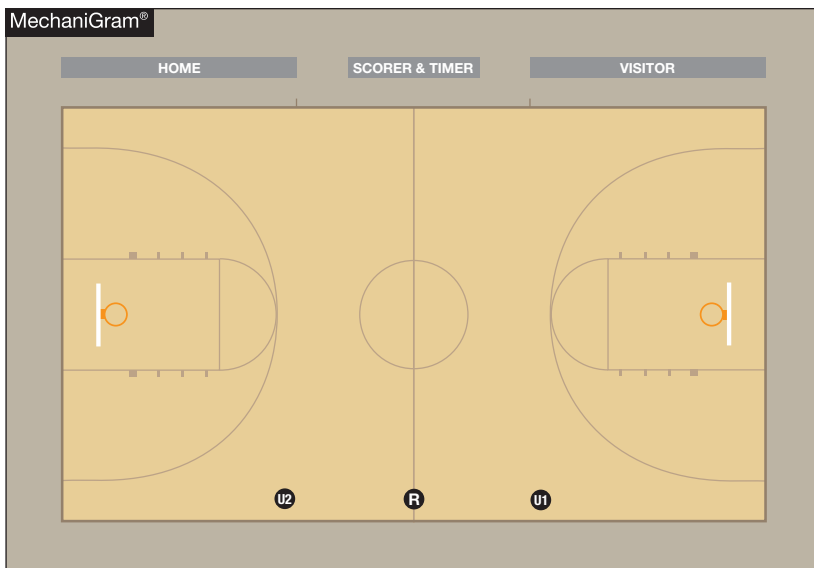 MechaniGram®
HOME
SCORER & TIMER
VISITOR
U2
R
U1